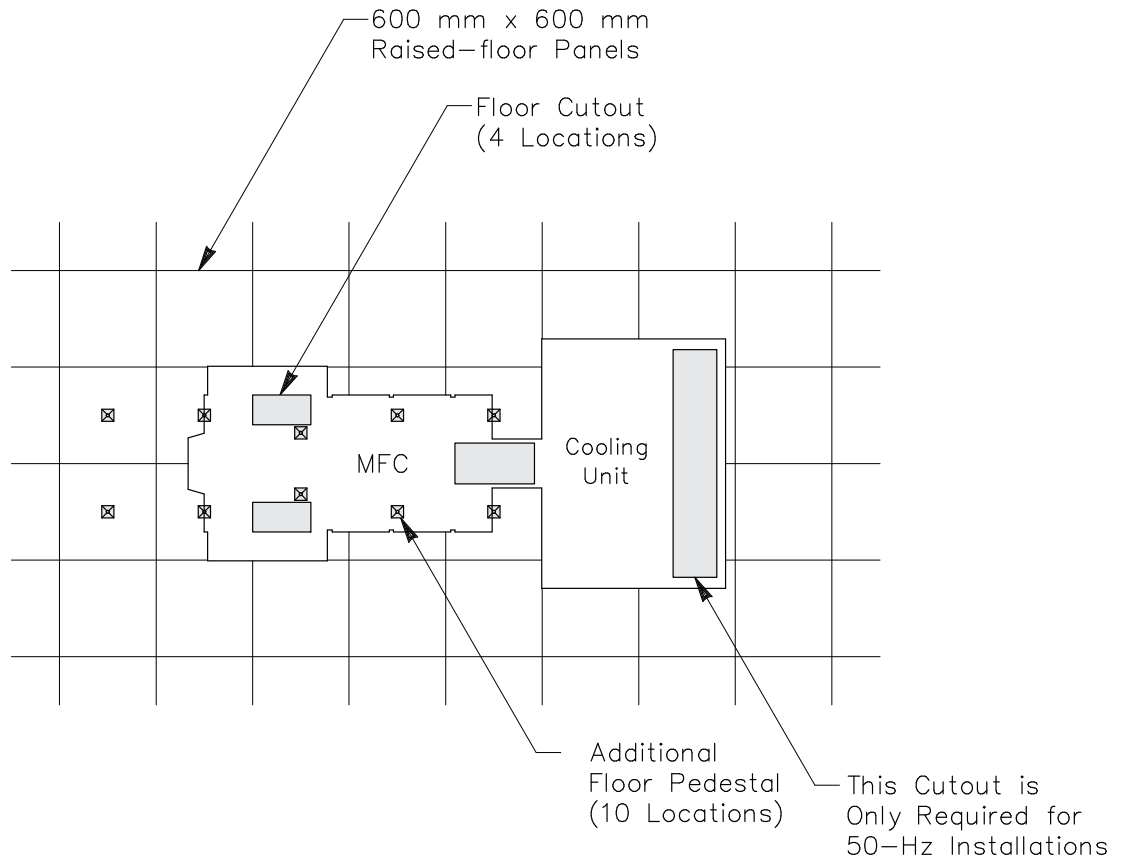 600 mm x 600 mm
Raised-floor Panels
Floor Cutout
(4 Locations)
MFC
Cooling
Unit
Additional
Floor Pedestal
(10 Locations)
This Cutout is
Only Required for
50-Hz Installations